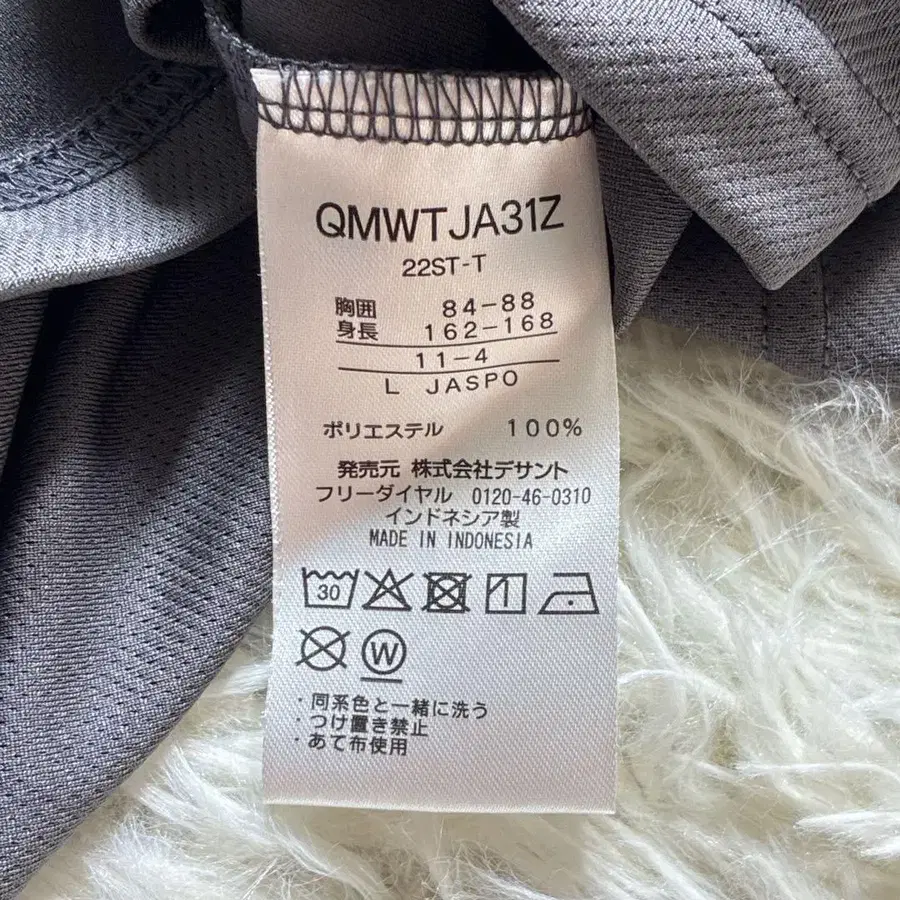 QMWTJA31Z
22ST-T
胸囲 84-88
身長 162-168
11-4
L JASPO
ポリエステル 100%
発売元 株式会社デサント
フリーダイヤル 0120-46-0310
インドネシア製
MADE IN INDONESIA
30
W
・同系色と一緒に洗う
・つけ置き禁止
・あて布使用